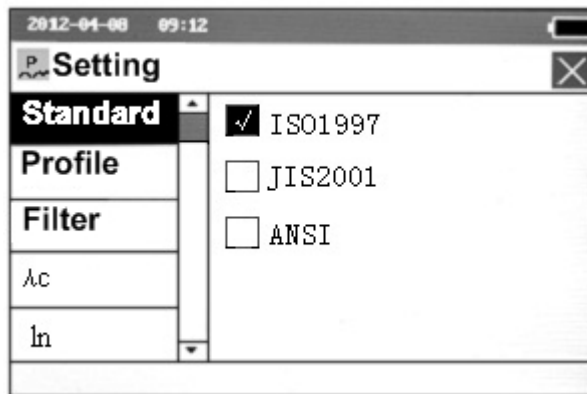 2012-04-08 09:12
P Setting
Standard
Profile
Filter
λc
ln
ISO1997
JIS2001
ANSI